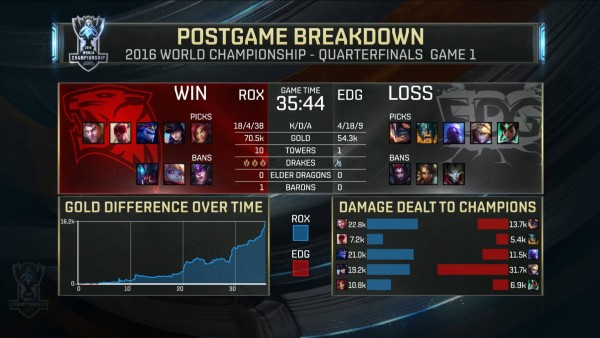 POSTGAME BREAKDOWN
2016 WORLD CHAMPIONSHIP - QUARTERFINALS GAME 1
WIN ROX GAME TIME EDG LOSS
35:44
PICKS 18/4/38 K/D/A 4/18/9 PICKS
70.5k GOLD 54.3k
10 TOWERS 1
BANS DRAKES BANS
0 ELDER DRAGONS 0
1 BARONS 0
GOLD DIFFERENCE OVER TIME
16.2k
0
0 10 20 30
ROX
EDG
DAMAGE DEALT TO CHAMPIONS
22.8k 13.7k
7.2k 5.4k
21.0k 11.5k
19.2k 31.7k
10.8k 6.9k